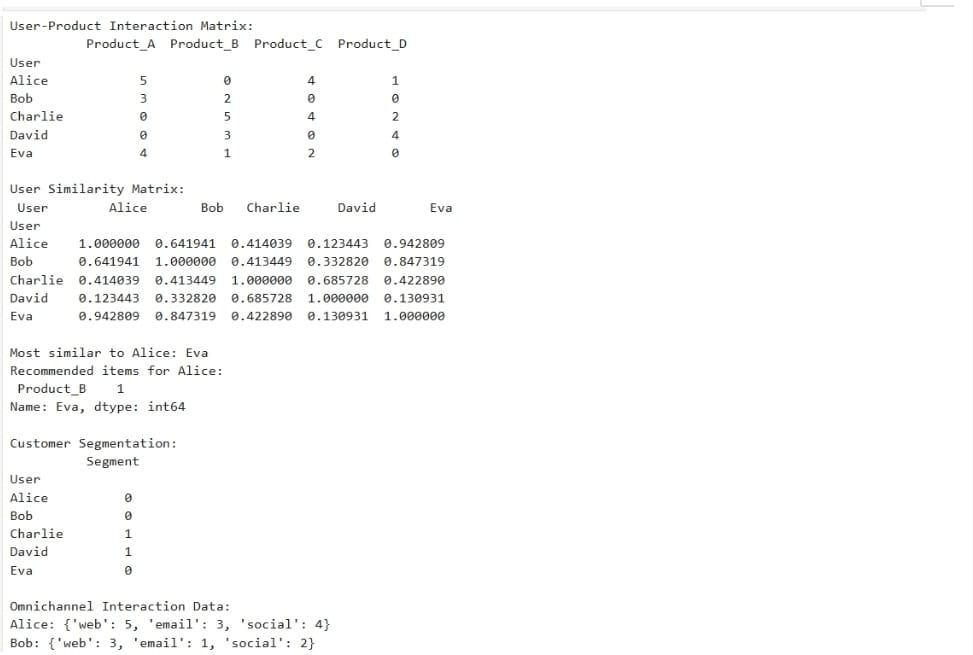 User-Product Interaction Matrix:
Product_A Product_B Product_C Product_D
User
Alice 5 0 4 1
Bob 3 2 0 0
Charlie 0 5 4 2
David 0 3 0 4
Eva 4 1 2 0
User Similarity Matrix:
User Alice Bob Charlie David Eva
User
Alice 1.000000 0.641941 0.414039 0.123443 0.942809
Bob 0.641941 1.000000 0.413449 0.332820 0.847319
Charlie 0.414039 0.413449 1.000000 0.685728 0.422890
David 0.123443 0.332820 0.685728 1.000000 0.130931
Eva 0.942809 0.847319 0.422890 0.130931 1.000000
Most similar to Alice: Eva
Recommended items for Alice:
Product_B 1
Name: Eva, dtype: int64
Customer Segmentation:
Segment
User
Alice 0
Bob 0
Charlie 1
David 1
Eva 0
Omnichannel Interaction Data:
Alice: {'web': 5, 'email': 3, 'social': 4}
Bob: {'web': 3, 'email': 1, 'social': 2}